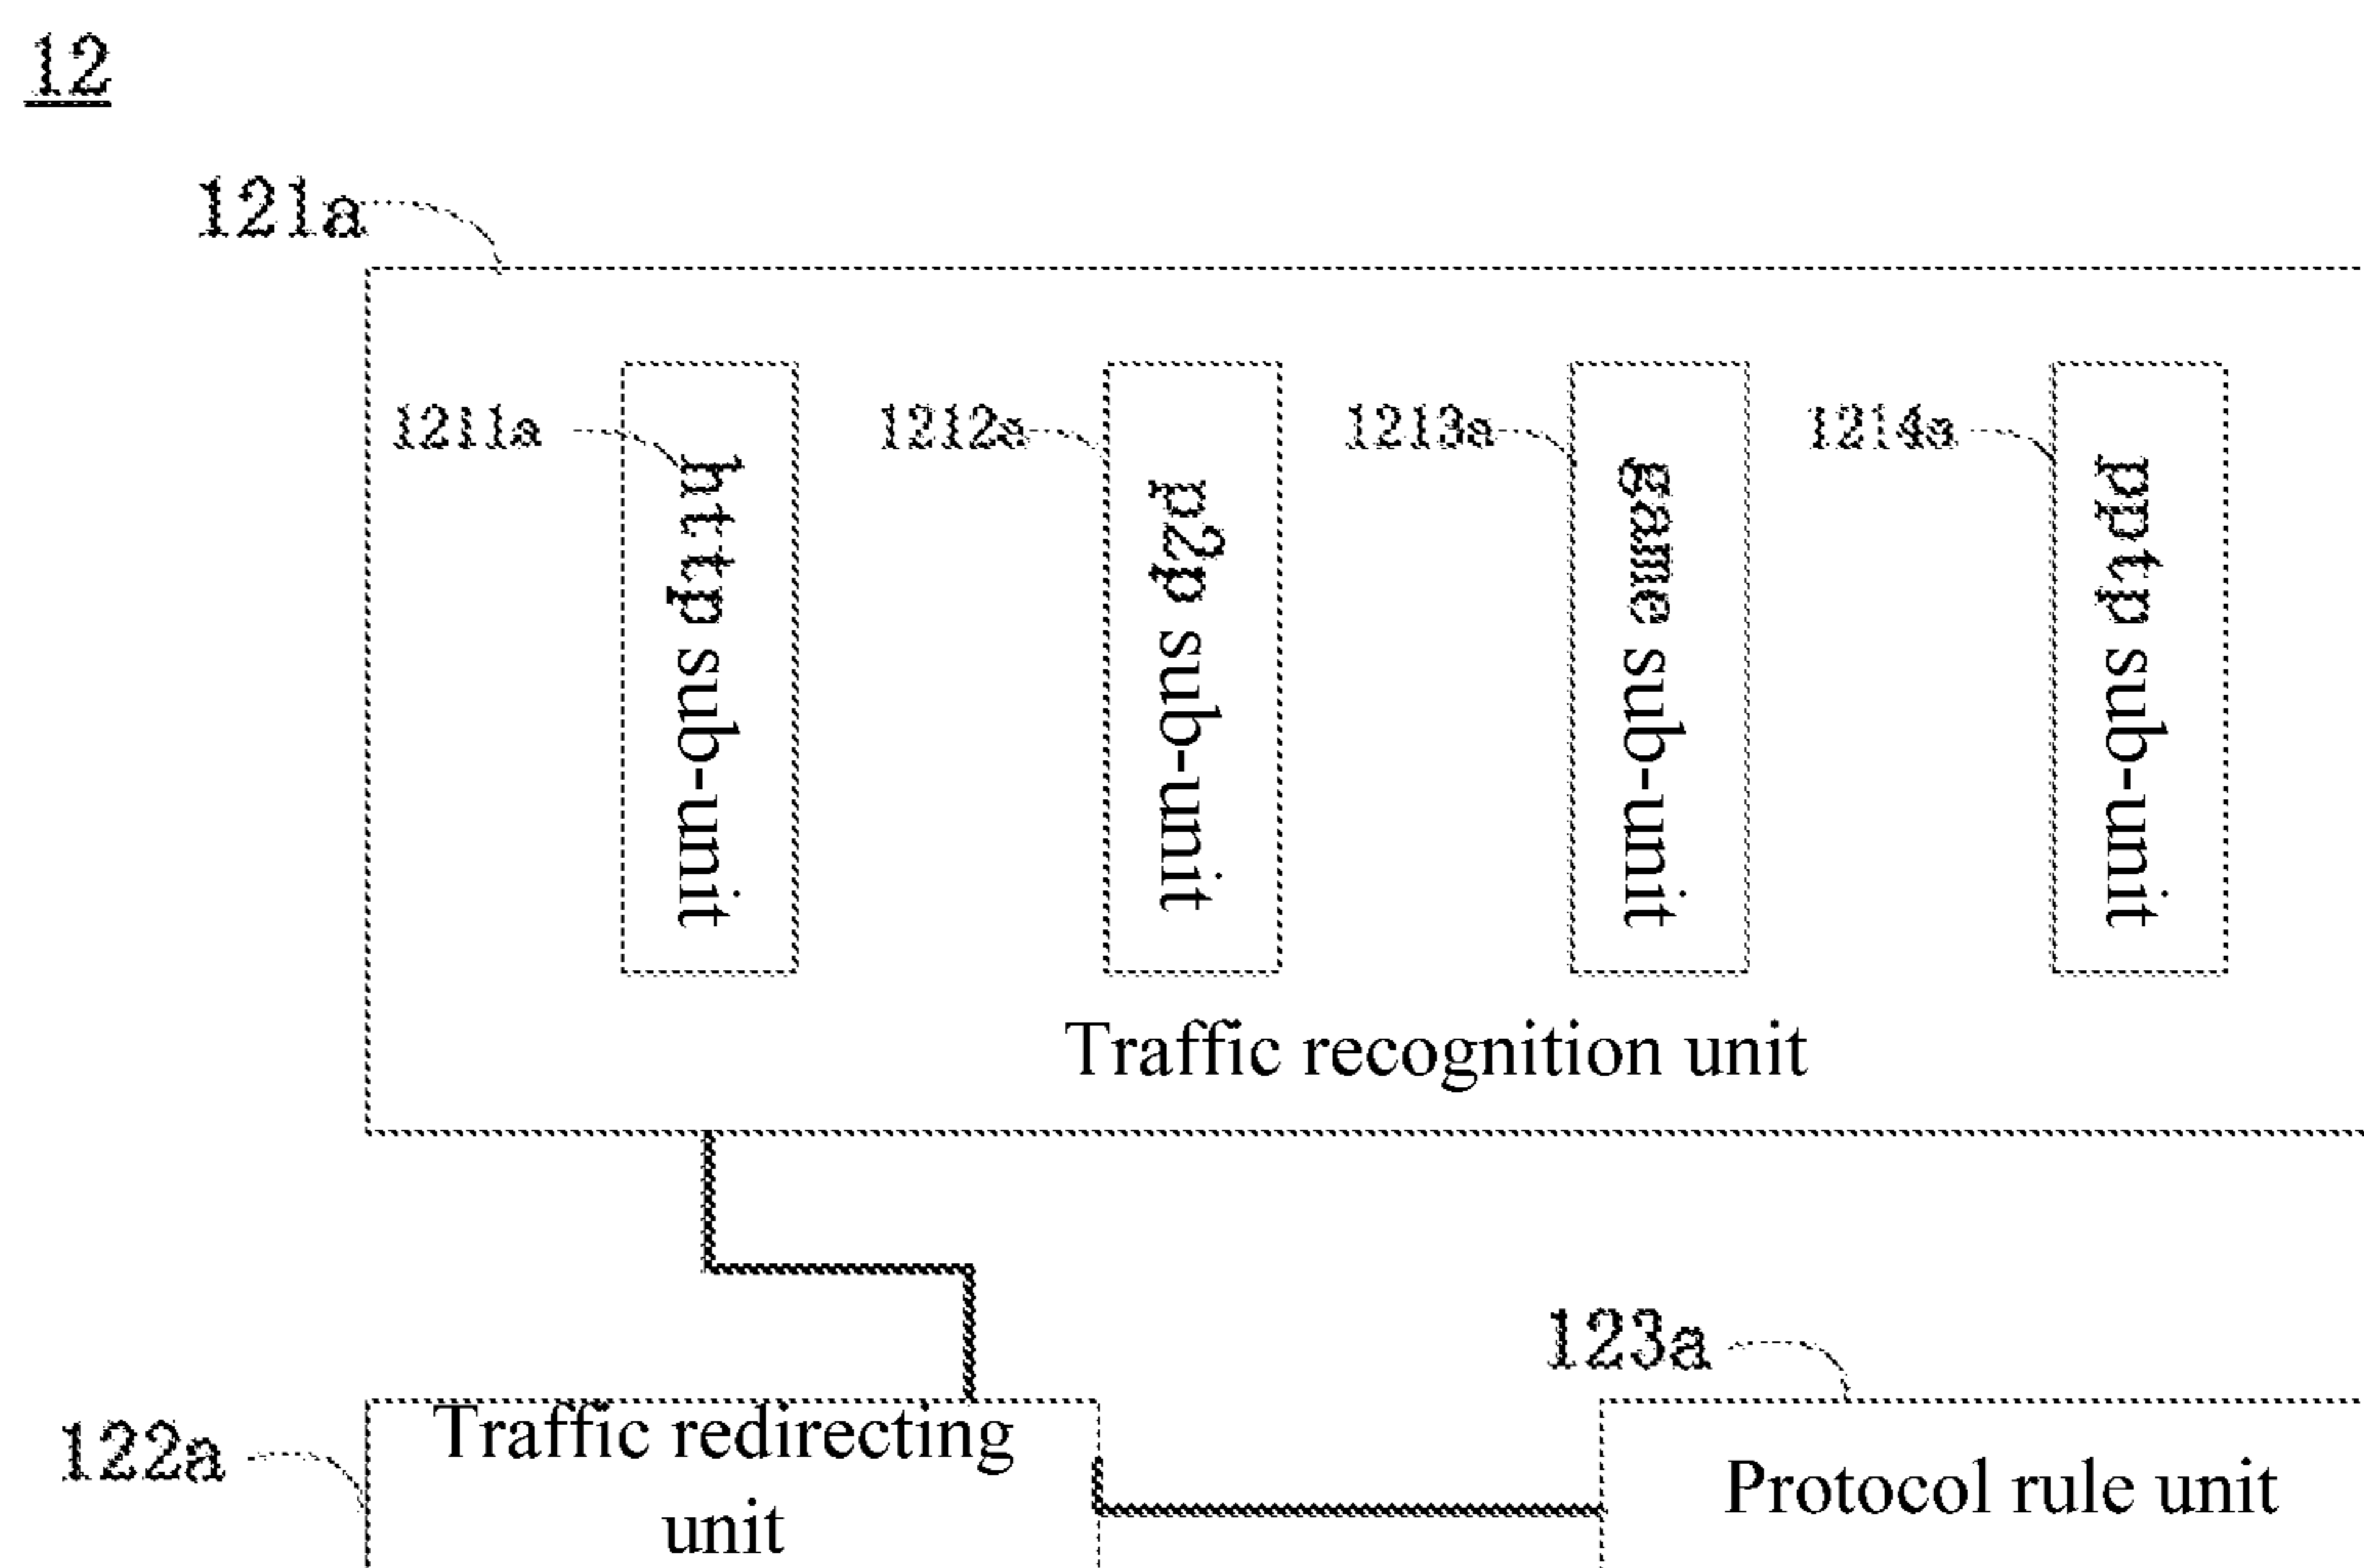 12
121a
1211a
http sub-unit
1212a
p2p sub-unit
1213a
game sub-unit
1214a
pptp sub-unit
Traffic recognition unit
123a
122a
Traffic redirecting
unit
Protocol rule unit